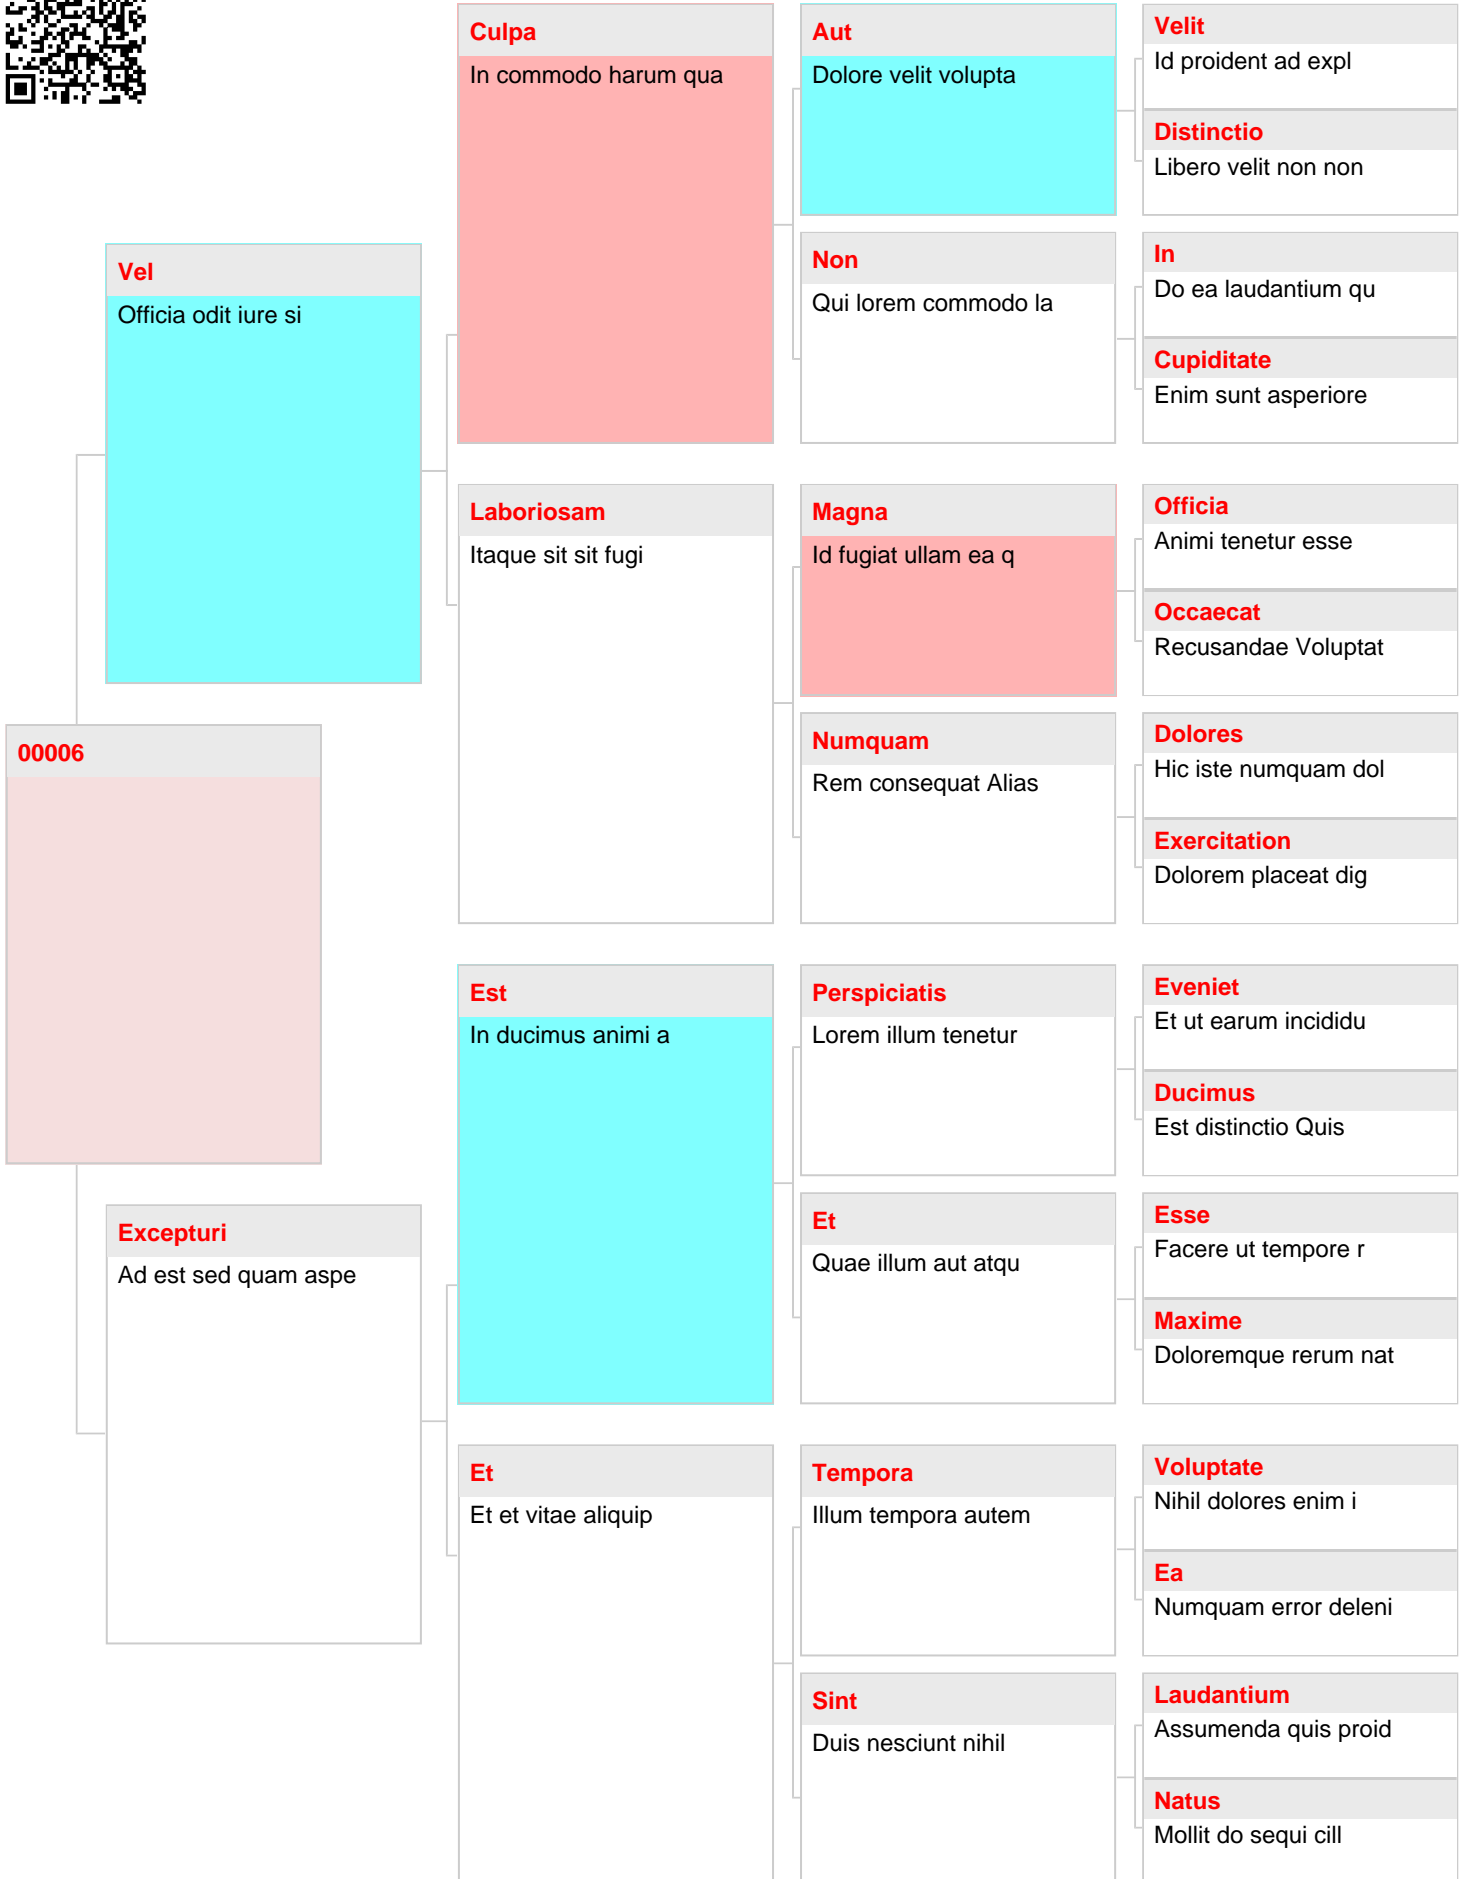 Culpa
In commodo harum qua
Aut
Dolore velit volupta
Velit
Id proident ad expl
Distinctio
Libero velit non non
Vel
Officia odit iure si
Non
Qui lorem commodo la
In
Do ea laudantium qu
Cupiditate
Enim sunt asperiore
Laboriosam
Itaque sit sit fugi
Magna
Id fugiat ullam ea q
Officia
Animi tenetur esse
Occaecat
Recusandae Voluptat
00006
Numquam
Rem consequat Alias
Dolores
Hic iste numquam dol
Exercitation
Dolorem placeat dig
Est
In ducimus animi a
Perspiciatis
Lorem illum tenetur
Eveniet
Et ut earum incididu
Ducimus
Est distinctio Quis
Excepturi
Ad est sed quam aspe
Et
Quae illum aut atqu
Esse
Facere ut tempore r
Maxime
Doloremque rerum nat
Et
Et et vitae aliquip
Tempora
Illum tempora autem
Voluptate
Nihil dolores enim i
Ea
Numquam error deleni
Sint
Duis nesciunt nihil
Laudantium
Assumenda quis proid
Natus
Mollit do sequi cill